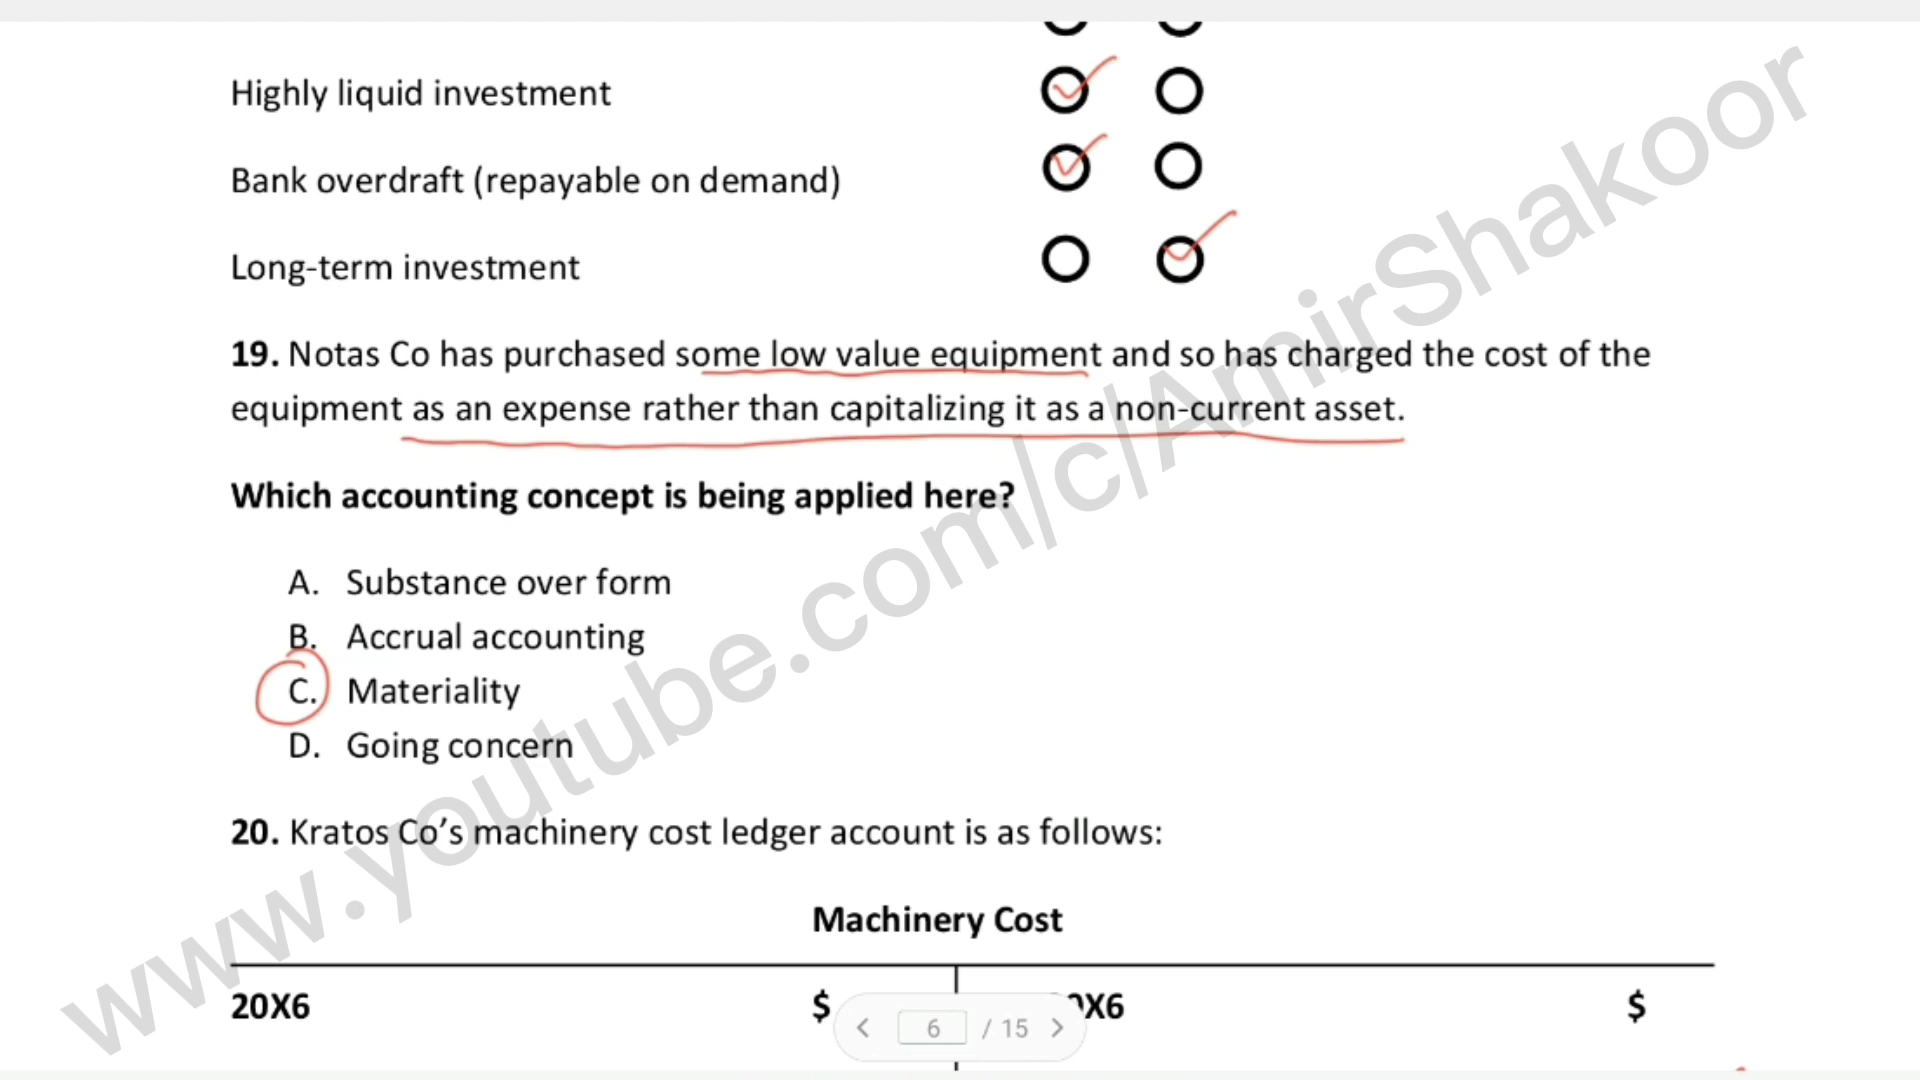 Highly liquid investment
Bank overdraft (repayable on demand)
Long-term investment
19. Notas Co has purchased some low value equipment and so has charged the cost of the
equipment as an expense rather than capitalizing it as a non-current asset.
Which accounting concept is being applied here?
A. Substance over form
B. Accrual accounting
C. Materiality
D. Going concern
20. Kratos Co’s machinery cost ledger account is as follows:
Machinery Cost
20X6 $ X6 $
6 / 15
www.youtube.com/c/AmirShakoor